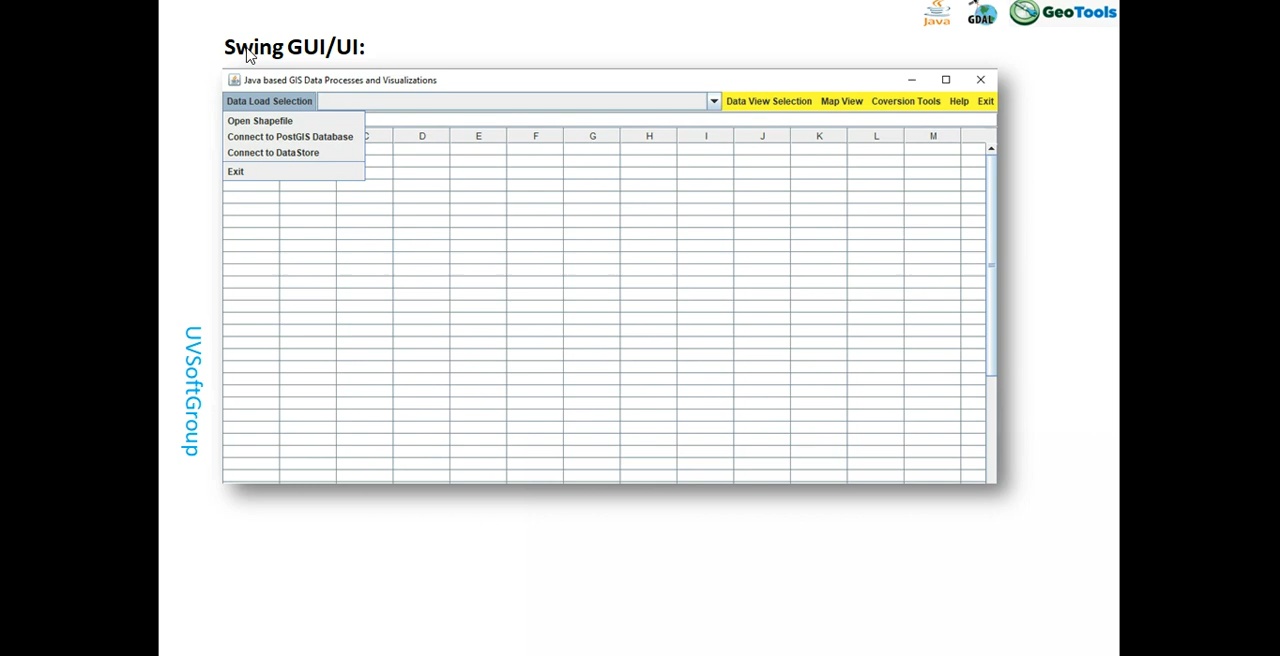 Java
GDAL
GeoTools
Swing GUI/UI:
Java based GIS Data Processes and Visualizations
Data Load Selection
Data View Selection Map View Coversion Tools Help Exit
Open Shapefile
Connect to PostGIS Database
Connect to DataStore
Exit
C D E F G H I J K L M
UVSoftGroup